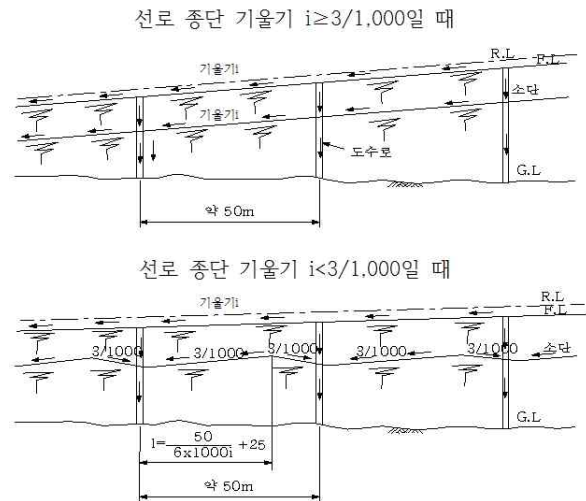 선로 종단 기울기 i≥3/1,000일 때
R.L
F.L
기울기i
소단
기울기i
도수로
G.L
약 50m
선로 종단 기울기 i<3/1,000일 때
R.L
F.L
기울기i
3/1000 3/1000 3/1000 3/1000 소단
G.L
l= 50 / 6x1000i +25
약 50m